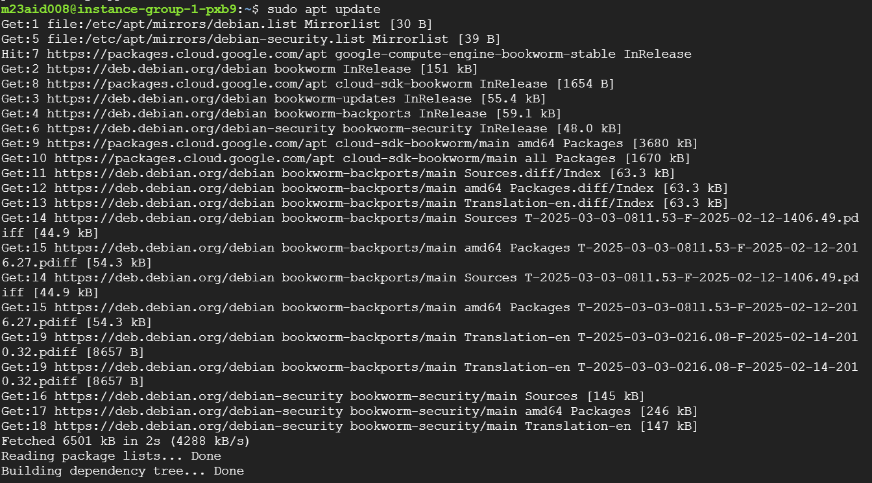 m23aid008@instance-group-1-pxb9:~$ sudo apt update
Get:1 file:/etc/apt/mirrors/debian.list Mirrorlist [30 B]
Get:5 file:/etc/apt/mirrors/debian-security.list Mirrorlist [39 B]
Hit:7 https://packages.cloud.google.com/apt google-compute-engine-bookworm-stable InRelease
Get:2 https://deb.debian.org/debian bookworm InRelease [151 kB]
Get:8 https://packages.cloud.google.com/apt cloud-sdk-bookworm InRelease [1654 B]
Get:3 https://deb.debian.org/debian bookworm-updates InRelease [55.4 kB]
Get:4 https://deb.debian.org/debian bookworm-backports InRelease [59.1 kB]
Get:6 https://deb.debian.org/debian-security bookworm-security InRelease [48.0 kB]
Get:9 https://packages.cloud.google.com/apt cloud-sdk-bookworm/main amd64 Packages [3680 kB]
Get:10 https://packages.cloud.google.com/apt cloud-sdk-bookworm/main all Packages [1670 kB]
Get:11 https://deb.debian.org/debian bookworm-backports/main Sources.diff/Index [63.3 kB]
Get:12 https://deb.debian.org/debian bookworm-backports/main amd64 Packages.diff/Index [63.3 kB]
Get:13 https://deb.debian.org/debian bookworm-backports/main Translation-en.diff/Index [63.3 kB]
Get:14 https://deb.debian.org/debian bookworm-backports/main Sources T-2025-03-03-0811.53-F-2025-02-12-1406.49.pd
iff [44.9 kB]
Get:15 https://deb.debian.org/debian bookworm-backports/main amd64 Packages T-2025-03-03-0811.53-F-2025-02-12-201
6.27.pdiff [54.3 kB]
Get:14 https://deb.debian.org/debian bookworm-backports/main Sources T-2025-03-03-0811.53-F-2025-02-12-1406.49.pd
iff [44.9 kB]
Get:15 https://deb.debian.org/debian bookworm-backports/main amd64 Packages T-2025-03-03-0811.53-F-2025-02-12-201
6.27.pdiff [54.3 kB]
Get:19 https://deb.debian.org/debian bookworm-backports/main Translation-en T-2025-03-03-0216.08-F-2025-02-14-201
0.32.pdiff [8657 B]
Get:19 https://deb.debian.org/debian bookworm-backports/main Translation-en T-2025-03-03-0216.08-F-2025-02-14-201
0.32.pdiff [8657 B]
Get:16 https://deb.debian.org/debian-security bookworm-security/main Sources [145 kB]
Get:17 https://deb.debian.org/debian-security bookworm-security/main amd64 Packages [246 kB]
Get:18 https://deb.debian.org/debian-security bookworm-security/main Translation-en [147 kB]
Fetched 6501 kB in 2s (4288 kB/s)
Reading package lists... Done
Building dependency tree... Done